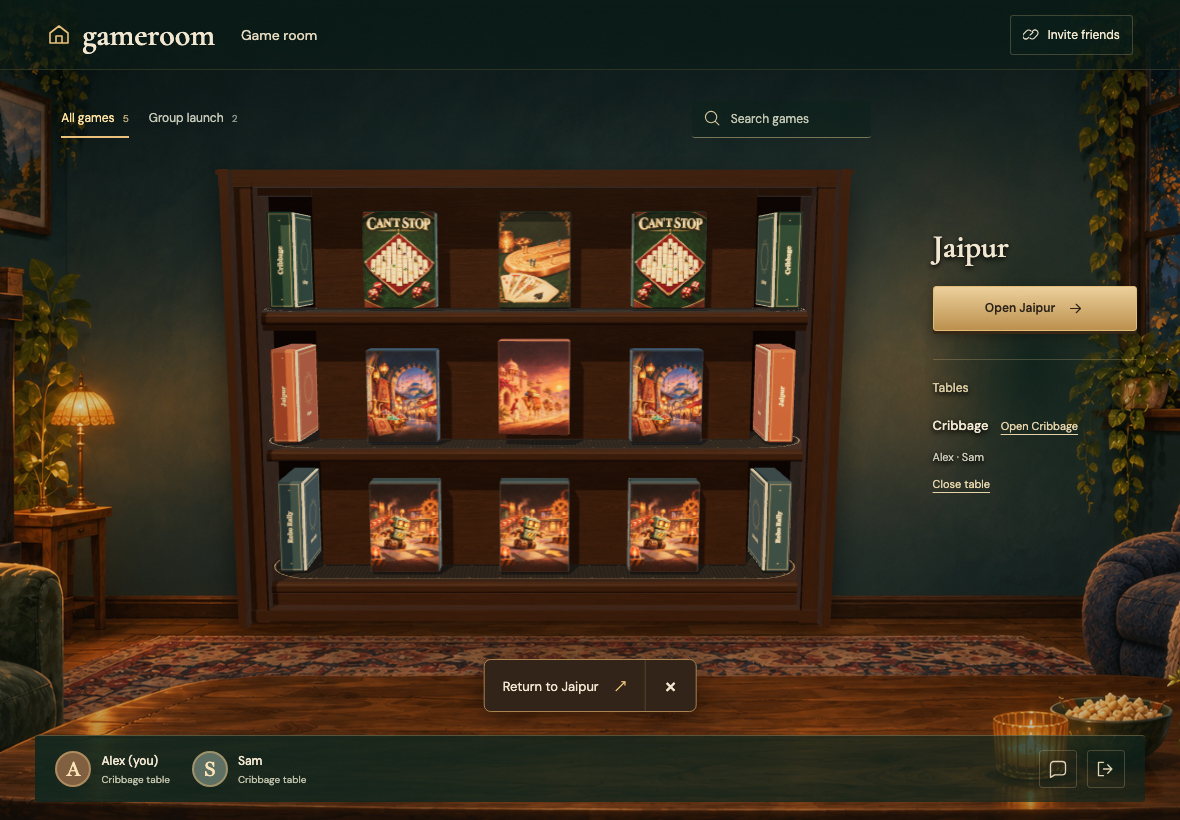 gameroom
Game room
Invite friends
All games 5
Group launch 2
Search games
CAN'T STOP
CAN'T STOP
Cribbage
Cribbage
Jaipur
Open Jaipur →
Jaipur
Jaipur
Tables
Cribbage Open Cribbage
Alex · Sam
Close table
Robo Rally
Robo Rally
Return to Jaipur ↗ ×
A Alex (you)
Cribbage table
S Sam
Cribbage table